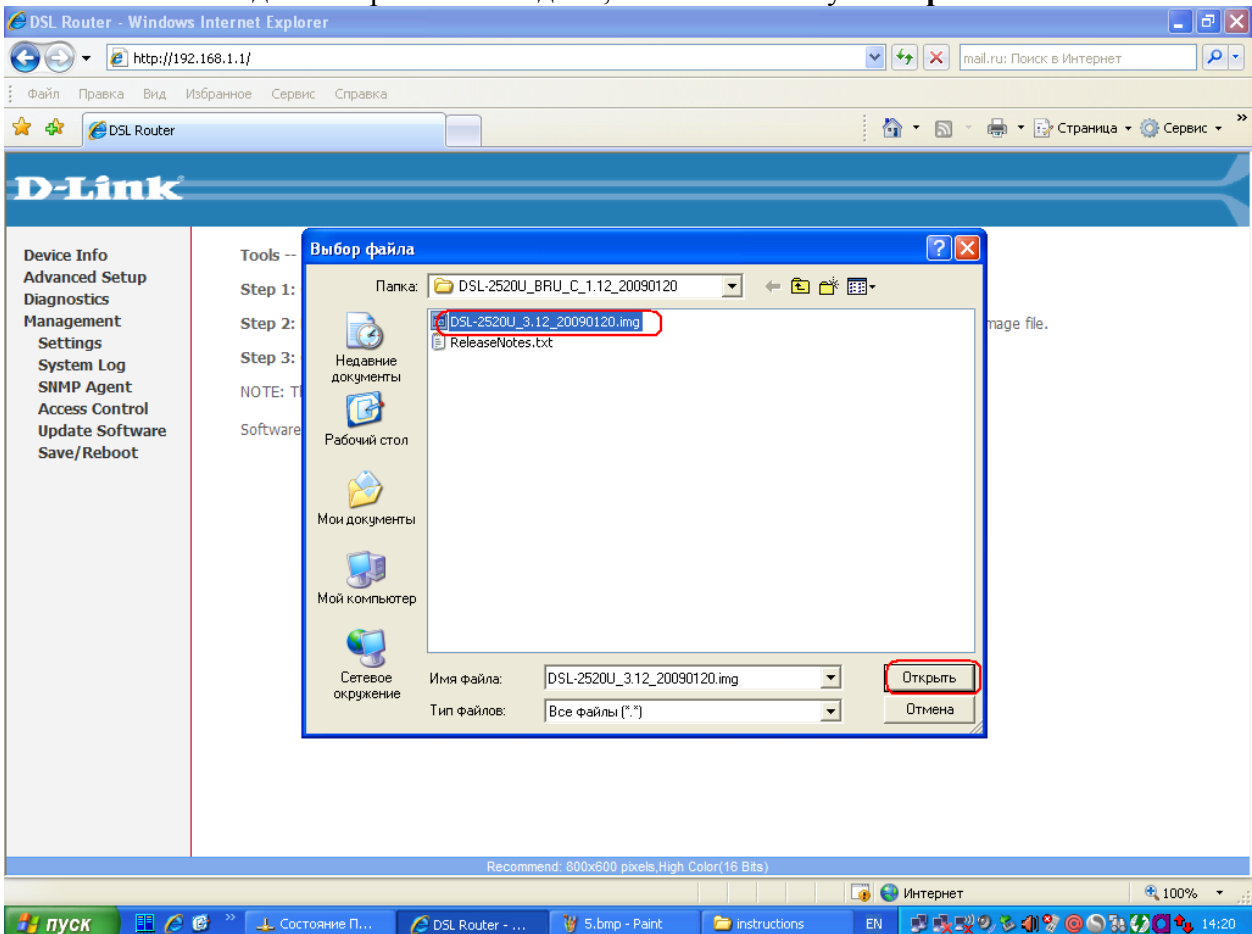 DSL Router - Windows Internet Explorer
http://192.168.1.1/
mail.ru: Поиск в Интернет
Файл Правка Вид Избранное Сервис Справка
DSL Router
Страница
Сервис
D-Link
Device Info
Advanced Setup
Diagnostics
Management
Settings
System Log
SNMP Agent
Access Control
Update Software
Save/Reboot
Tools --
Step 1:
Step 2:
mage file.
Step 3:
NOTE:
Software
Выбор файла
Папка: DSL-2520U_BRU_C_1.12_20090120
DSL-2520U_3.12_20090120.img
ReleaseNotes.txt
Недавние
документы
Рабочий стол
Мои документы
Мой компьютер
Сетевое
окружение
Имя файла: DSL-2520U_3.12_20090120.img
Открыть
Тип файлов: Все файлы (*.*)
Отмена
Recommend: 800x600 pixels,High Color(16 Bits)
Интернет
100%
пуск
Состояние П...
DSL Router - ...
5.bmp - Paint
instructions
EN
14:20